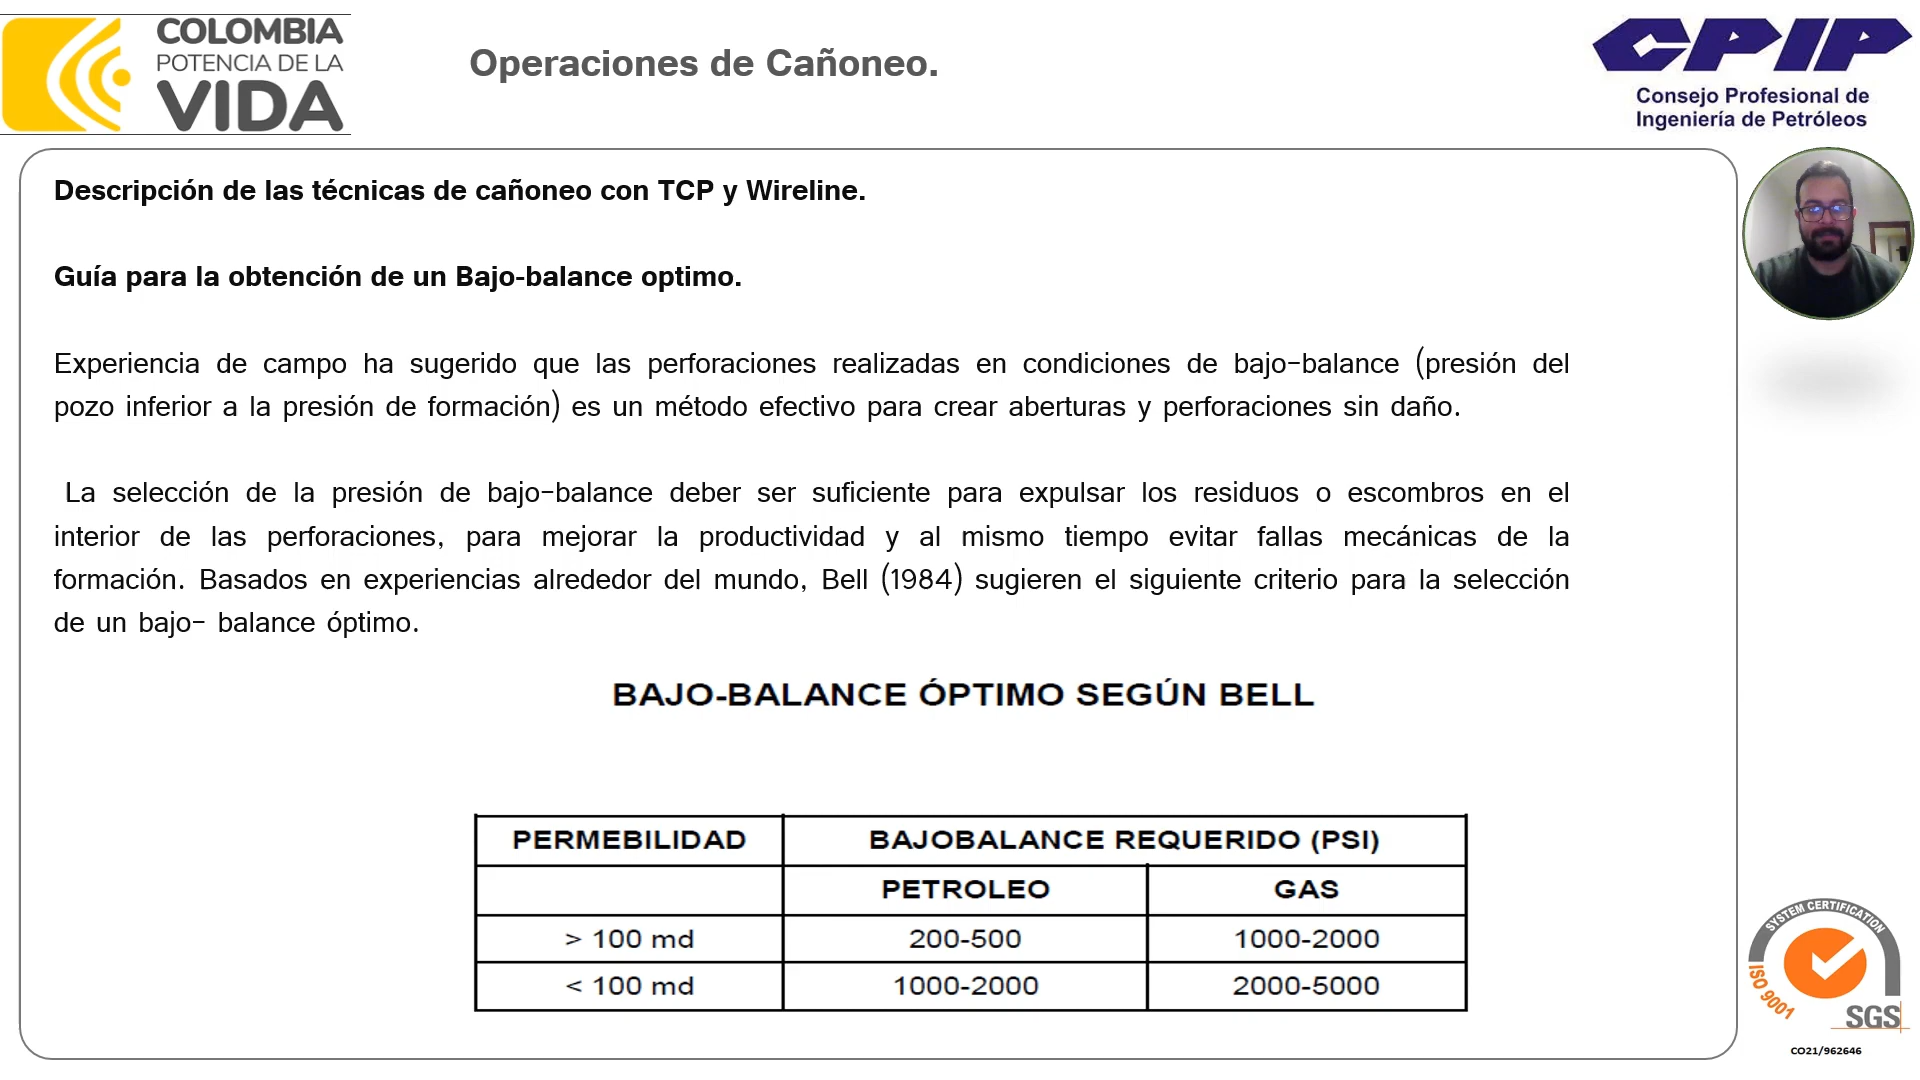 COLOMBIA
POTENCIA DE LA
VIDA
Operaciones de Cañoneo.
CPIP
Consejo Profesional de
Ingeniería de Petróleos
Descripción de las técnicas de cañoneo con TCP y Wireline.
Guía para la obtención de un Bajo-balance optimo.
Experiencia de campo ha sugerido que las perforaciones realizadas en condiciones de bajo-balance (presión del
pozo inferior a la presión de formación) es un método efectivo para crear aberturas y perforaciones sin daño.
La selección de la presión de bajo-balance deber ser suficiente para expulsar los residuos o escombros en el
interior de las perforaciones, para mejorar la productividad y al mismo tiempo evitar fallas mecánicas de la
formación. Basados en experiencias alrededor del mundo, Bell (1984) sugieren el siguiente criterio para la selección
de un bajo- balance óptimo.
BAJO-BALANCE ÓPTIMO SEGÚN BELL
PERMEBILIDAD BAJOBALANCE REQUERIDO (PSI)
PETROLEO GAS
> 100 md 200-500 1000-2000
< 100 md 1000-2000 2000-5000
SYSTEM CERTIFICATION
ISO 9001
SGS
CO21/962646